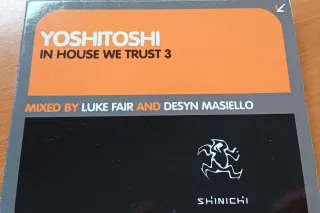 YOSHITOSHI
IN HOUSE WE TRUST 3
MIXED BY LUKE FAIR AND DESYN MASIELLO
SHINICHI